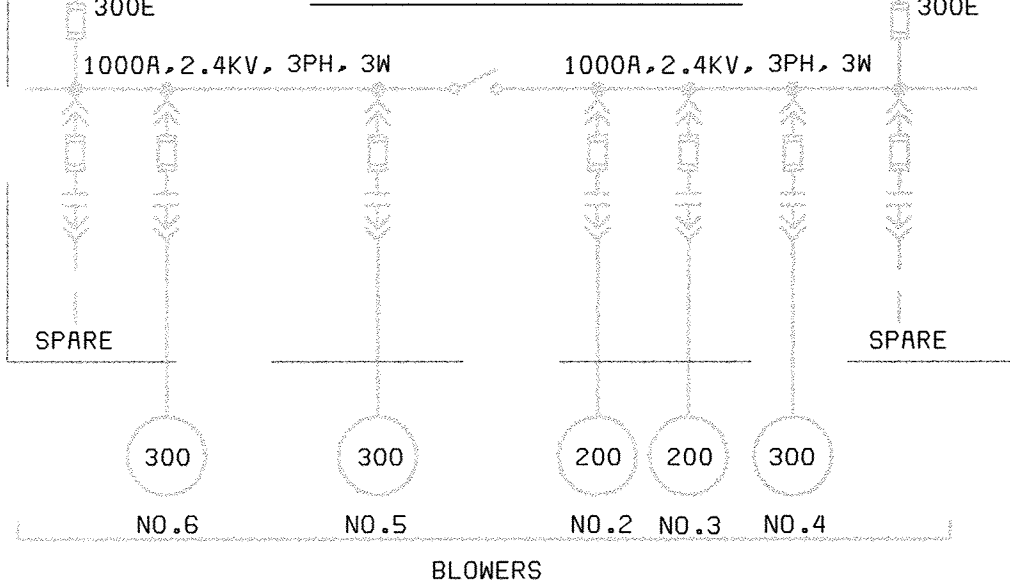 300E 300E
1000A, 2.4KV, 3PH, 3W 1000A, 2.4KV, 3PH, 3W
SPARE SPARE
300 300 200 200 300
NO.6 NO.5 NO.2 NO.3 NO.4
BLOWERS